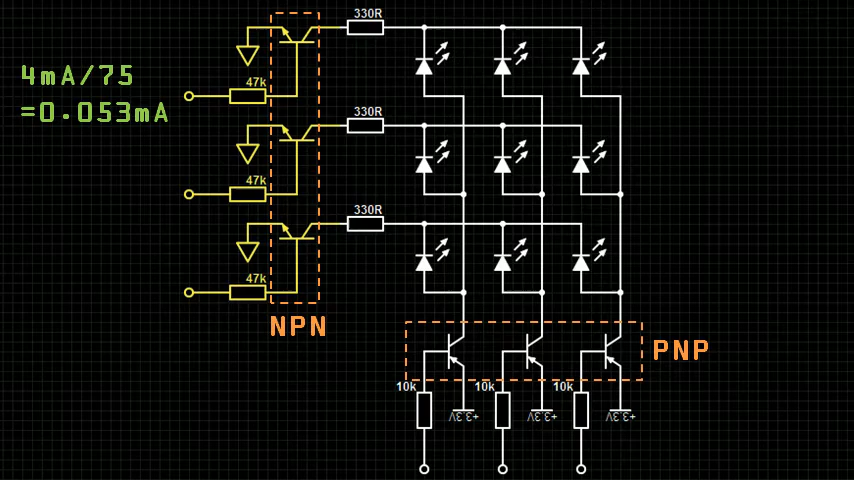 330R
4mA/75
47k
=0.053mA
330R
47k
330R
47k
NPN
PNP
10k
10k
10k
+3.3V
+3.3V
+3.3V